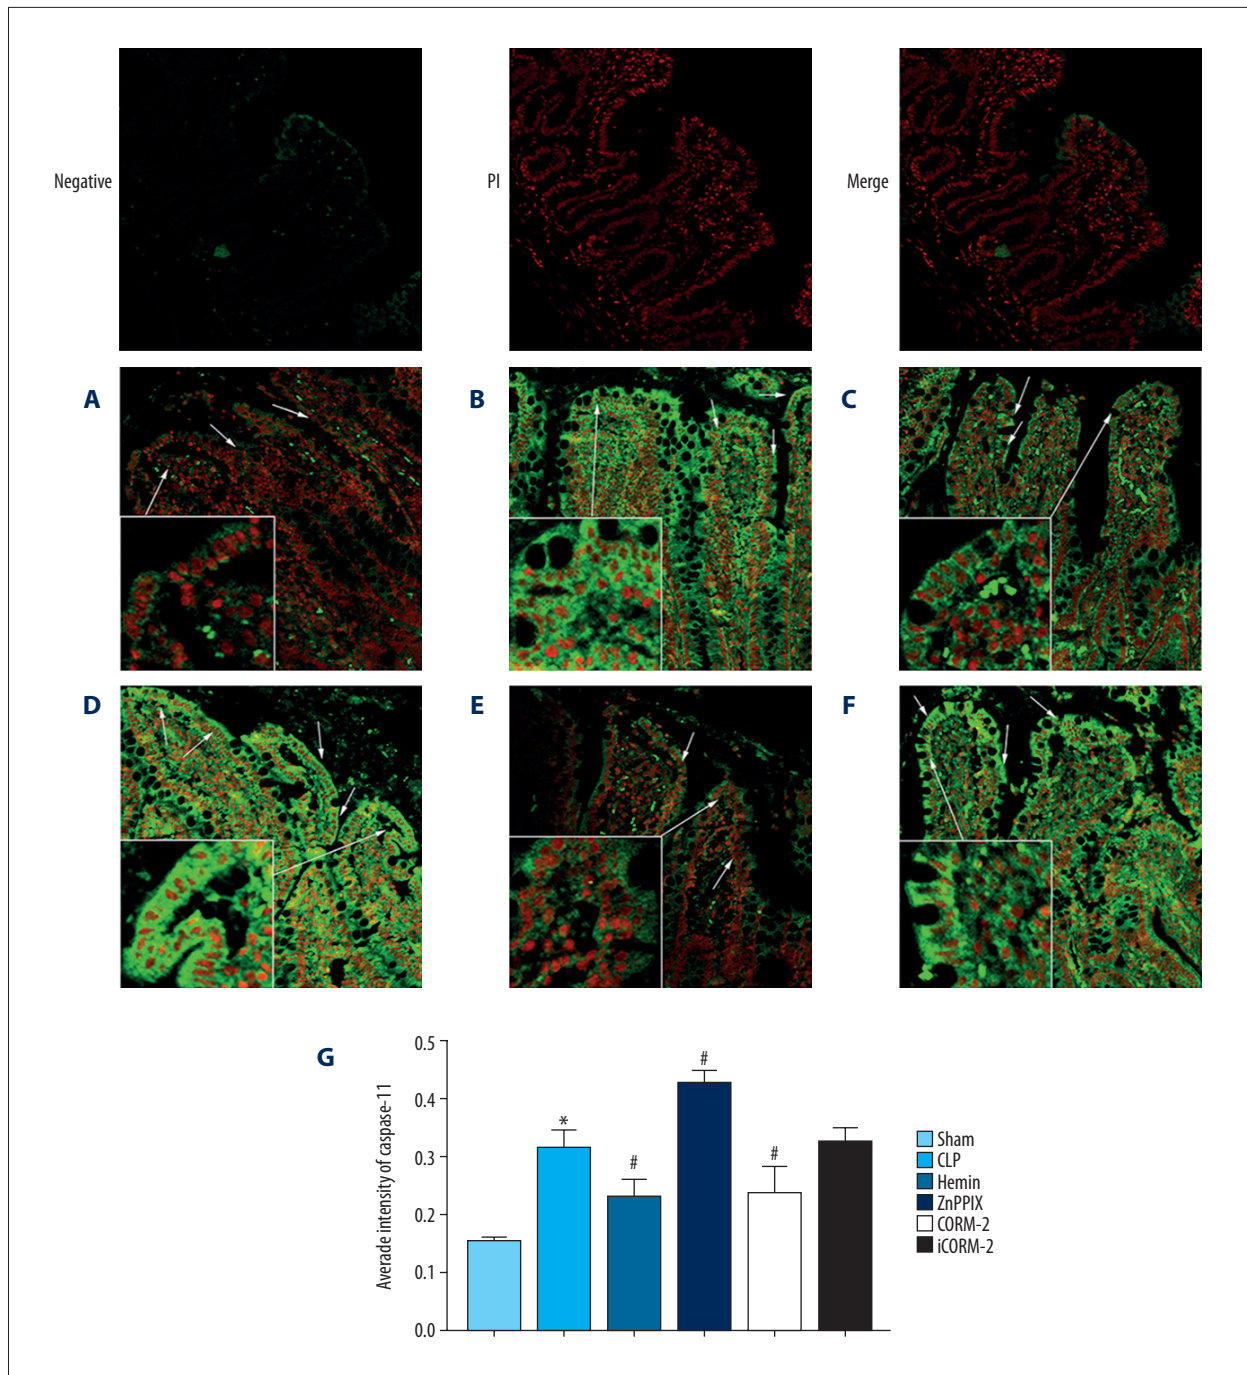 Negative
PI
Merge
A
B
C
D
E
F
G
Averade intensity of caspase-11
0.5
0.4
0.3
0.2
0.1
0.0
*
#
#
#
Sham
CLP
Hemin
ZnPPIX
CORM-2
iCORM-2